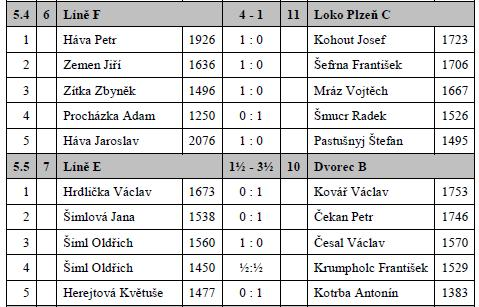 5.4 6 Líně F 4 - 1 11 Loko Plzeň C
1 Háva Petr 1926 1 : 0 Kohout Josef 1723
2 Zemen Jiří 1636 1 : 0 Šefrna František 1706
3 Zítka Zbyněk 1496 1 : 0 Mráz Vojtěch 1667
4 Procházka Adam 1250 0 : 1 Šmucr Radek 1526
5 Háva Jaroslav 2076 1 : 0 Pastušnyj Štefan 1495
5.5 7 Líně E 1½ - 3½ 10 Dvorec B
1 Hrdlička Václav 1673 0 : 1 Kovář Václav 1753
2 Šimlová Jana 1538 0 : 1 Čekan Petr 1746
3 Šiml Oldřich 1560 1 : 0 Česal Václav 1570
4 Šiml Oldřich 1450 ½:½ Krumpholc František 1529
5 Herejtová Květuše 1477 0 : 1 Kotrba Antonín 1383